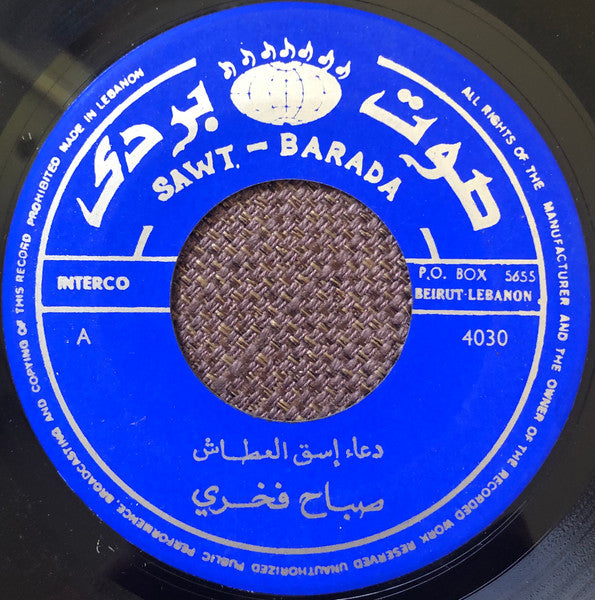 صوت بردى
SAWT. - BARADA
INTERCO
P.O. BOX 5655
BEIRUT-LEBANON
A
4030
دعاء إسق العطاش
صباح فخري
ALL RIGHTS OF THE MANUFACTURER AND THE OWNER OF THE RECORDED WORK RESERVED UNAUTHORIZED PUBLIC PERFORMENCE. BROADCASTING AND COPYING OF THIS RECORD PROHIBITED MADE IN LEBANON